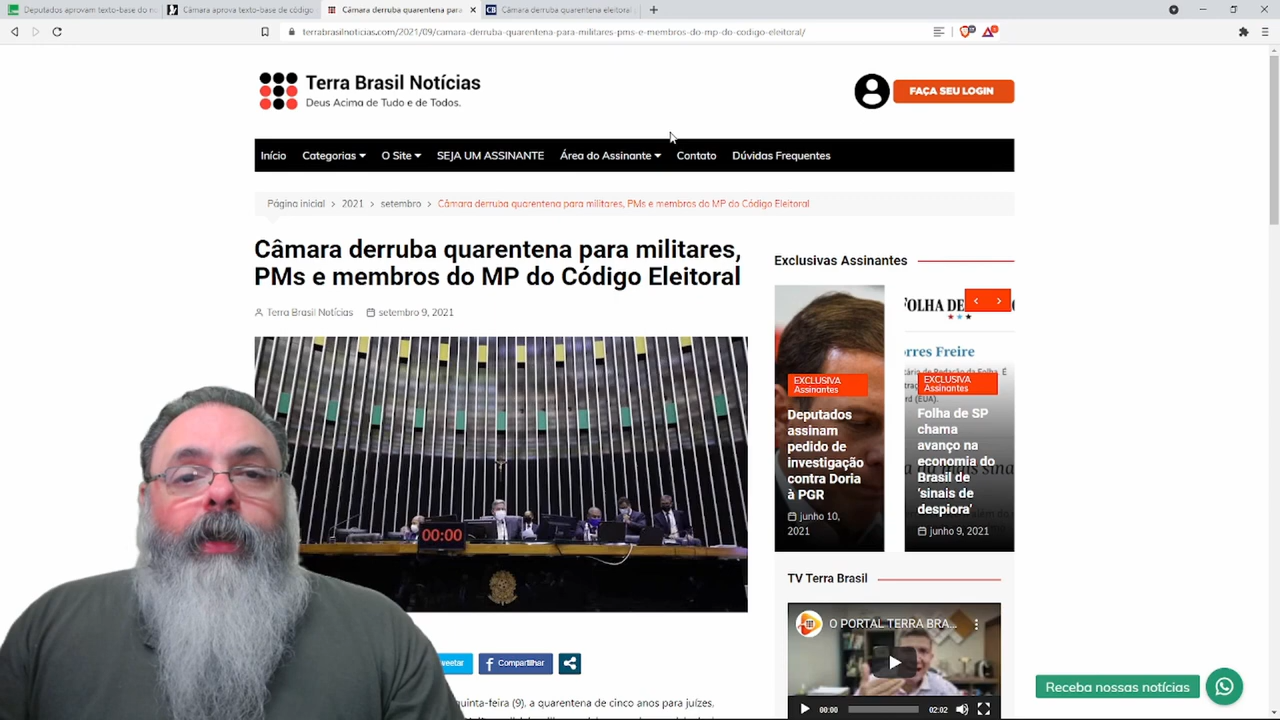 Deputados aprovam texto-base do no
Câmara aprova texto-base de código
Câmara derruba quarentena para
Câmara derruba quarentena eleitoral
terrabrasilnoticias.com/2021/09/camara-derruba-quarentena-para-militares-pms-e-membros-do-mp-do-codigo-eleitoral/
Terra Brasil Notícias
Deus Acima de Tudo e de Todos.
FAÇA SEU LOGIN
Início Categorias O Site SEJA UM ASSINANTE Área do Assinante Contato Dúvidas Frequentes
Página inicial > 2021 > setembro > Câmara derruba quarentena para militares, PMs e membros do MP do Código Eleitoral
Câmara derruba quarentena para militares,
PMs e membros do MP do Código Eleitoral
Terra Brasil Notícias setembro 9, 2021
00:00
Compartilhar
quinta-feira (9), a quarentena de cinco anos para juízes,
Exclusivas Assinantes
EXCLUSIVA
Assinantes
Deputados
assinam
pedido de
investigação
contra Doria
à PGR
junho 10,
2021
Freire
(EUA).
EXCLUSIVA
Assinantes
Folha de SP
chama
avanço na
economia do
Brasil de
'sinais de
despiora'
junho 9, 2021
TV Terra Brasil
O PORTAL TERRA BRA...
00:00 02:02
Receba nossas notícias